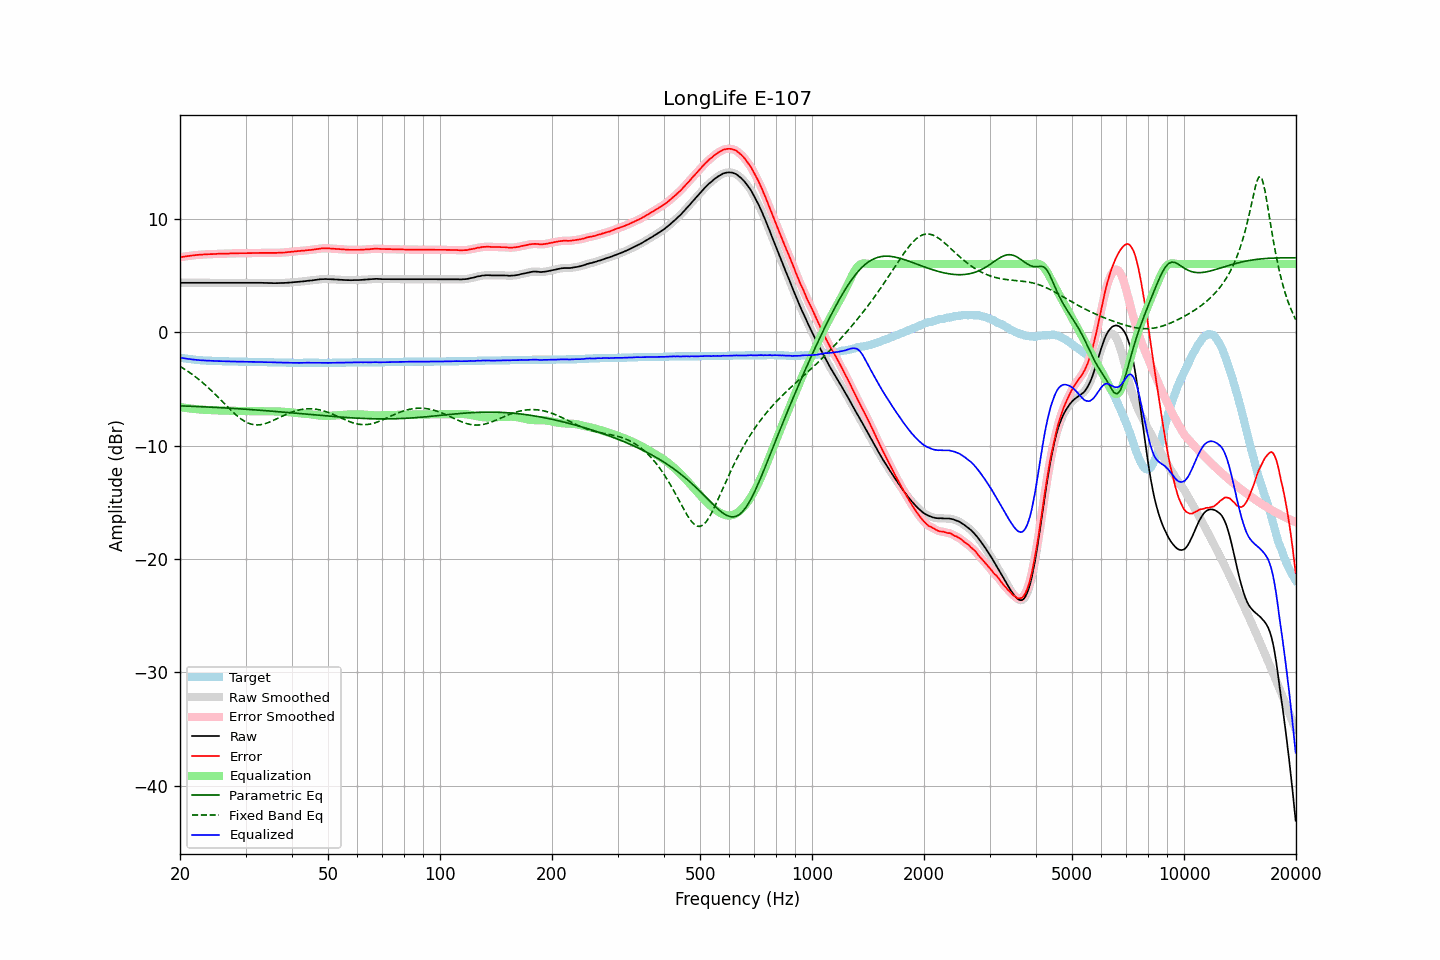 LongLife E-107
Amplitude (dBr)
10
0
−10
−20
−30
−40
Target
Raw Smoothed
Error Smoothed
Raw
Error
Equalization
Parametric Eq
Fixed Band Eq
Equalized
20 50 100 200 500 1000 2000 5000 10000 20000
Frequency (Hz)